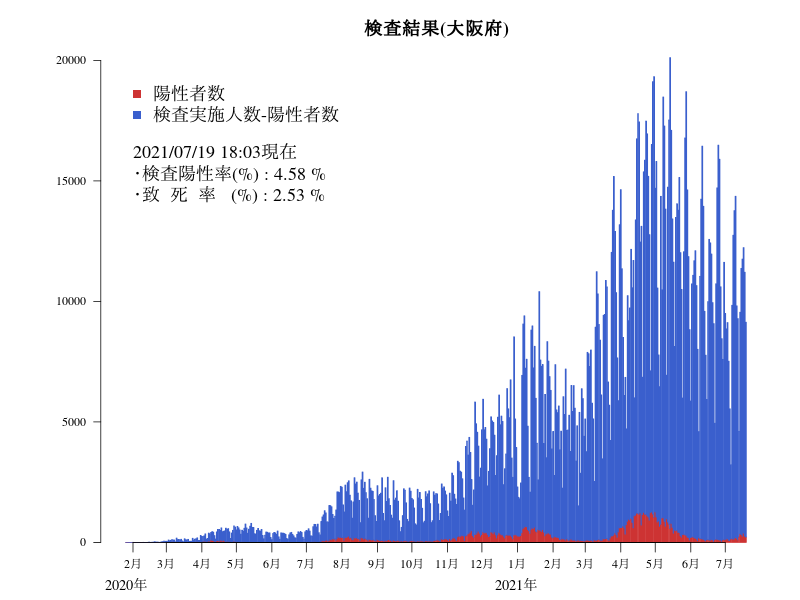 検査結果(大阪府)
20000
15000
10000
5000
0
陽性者数
検査実施人数-陽性者数
2021/07/19 18:03現在
・検査陽性率(%) : 4.58 %
・致 死 率 (%) : 2.53 %
2月 3月 4月 5月 6月 7月 8月 9月 10月 11月 12月 1月 2月 3月 4月 5月 6月 7月
2020年 2021年